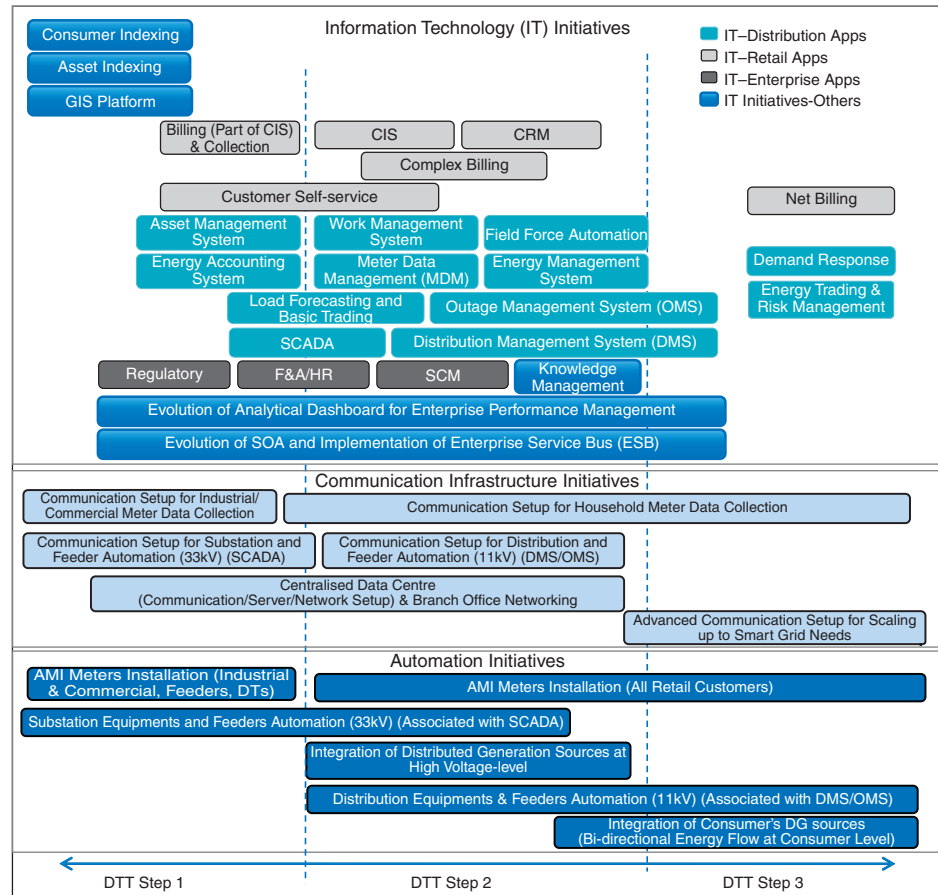 Information Technology (IT) Initiatives
IT–Distribution Apps
IT–Retail Apps
IT–Enterprise Apps
IT Initiatives-Others
Consumer Indexing
Asset Indexing
GIS Platform
Billing (Part of CIS)
& Collection
CIS
CRM
Complex Billing
Customer Self-service
Net Billing
Asset Management
System
Work Management
System
Field Force Automation
Energy Accounting
System
Meter Data
Management (MDM)
Energy Management
System
Demand Response
Load Forecasting and
Basic Trading
Outage Management System (OMS)
Energy Trading &
Risk Management
SCADA
Distribution Management System (DMS)
Regulatory
F&A/HR
SCM
Knowledge
Management
Evolution of Analytical Dashboard for Enterprise Performance Management
Evolution of SOA and Implementation of Enterprise Service Bus (ESB)
Communication Infrastructure Initiatives
Communication Setup for Industrial/
Commercial Meter Data Collection
Communication Setup for Household Meter Data Collection
Communication Setup for Substation and
Feeder Automation (33kV) (SCADA)
Communication Setup for Distribution and
Feeder Automation (11kV) (DMS/OMS)
Centralised Data Centre
(Communication/Server/Network Setup) & Branch Office Networking
Advanced Communication Setup for Scaling
up to Smart Grid Needs
Automation Initiatives
AMI Meters Installation (Industrial
& Commercial, Feeders, DTs)
AMI Meters Installation (All Retail Customers)
Substation Equipments and Feeders Automation (33kV) (Associated with SCADA)
Integration of Distributed Generation Sources at
High Voltage-level
Distribution Equipments & Feeders Automation (11kV) (Associated with DMS/OMS)
Integration of Consumer's DG sources
(Bi-directional Energy Flow at Consumer Level)
DTT Step 1
DTT Step 2
DTT Step 3